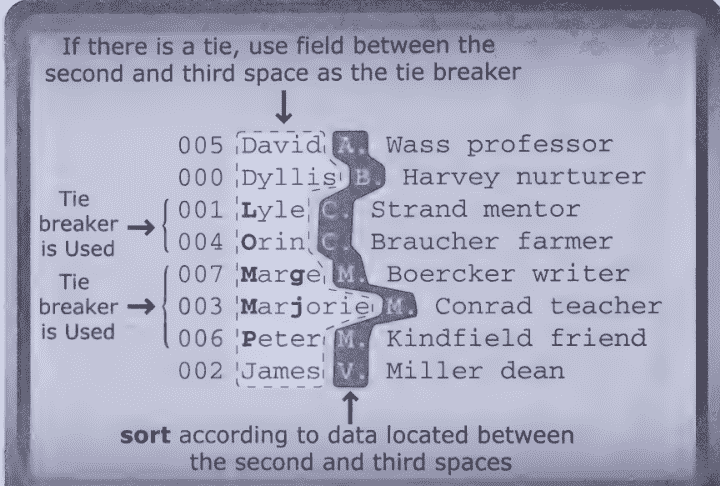 If there is a tie, use field between the
second and third space as the tie breaker
005 David A. Wass professor
000 Dyllis B. Harvey nurturer
001 Lyle C. Strand mentor
004 Orin C. Braucher farmer
007 Marge M. Boercker writer
003 Marjorie M. Conrad teacher
006 Peter M. Kindfield friend
002 James V. Miller dean
Tie
breaker
is Used
Tie
breaker
is Used
sort according to data located between
the second and third spaces